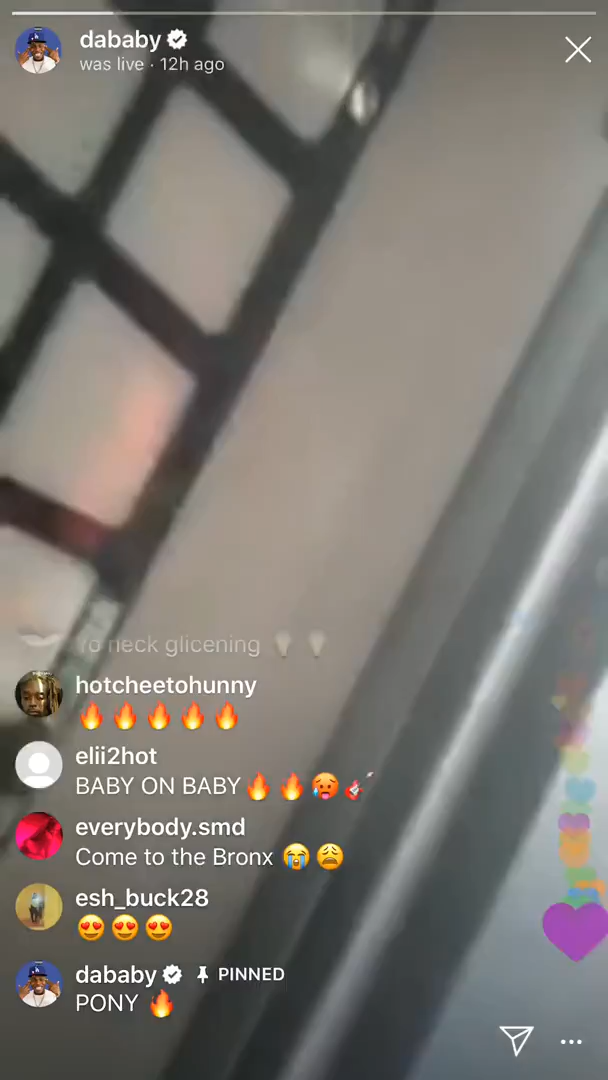 dababy
was live · 12h ago
Yo neck glicening
hotcheetohunny
🔥🔥🔥🔥🔥
elii2hot
BABY ON BABY🔥🔥🥵🎸
everybody.smd
Come to the Bronx 😭😩
esh_buck28
😍😍😍
dababy PINNED
PONY 🔥